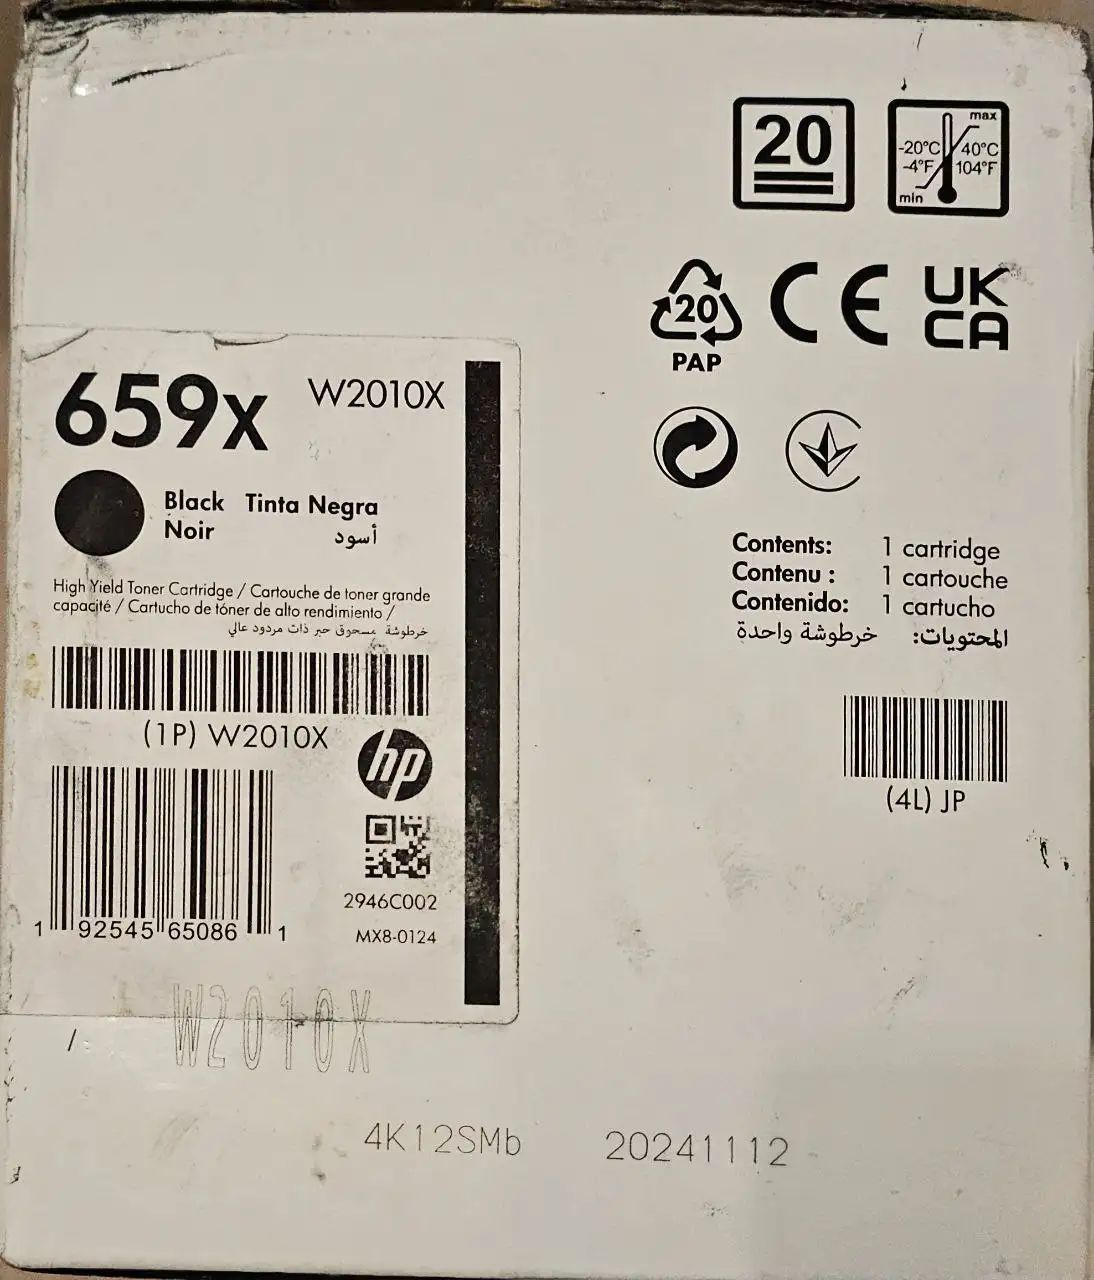 20
max
-20°C 40°C
-4°F 104°F
min
20
PAP
CE
UK
CA
659X W2010X
Black Tinta Negra
Noir أسود
High Yield Toner Cartridge / Cartouche de toner grande
capacité / Cartucho de tóner de alto rendimiento /
خرطوشة مسحوق حبر ذات مردود عالي
(1P) W2010X
hp
1 92545 65086 1
2946C002
MX8-0124
W2010X
Contents: 1 cartridge
Contenu : 1 cartouche
Contenido: 1 cartucho
المحتويات: خرطوشة واحدة
(4L) JP
4K12SMb 20241112